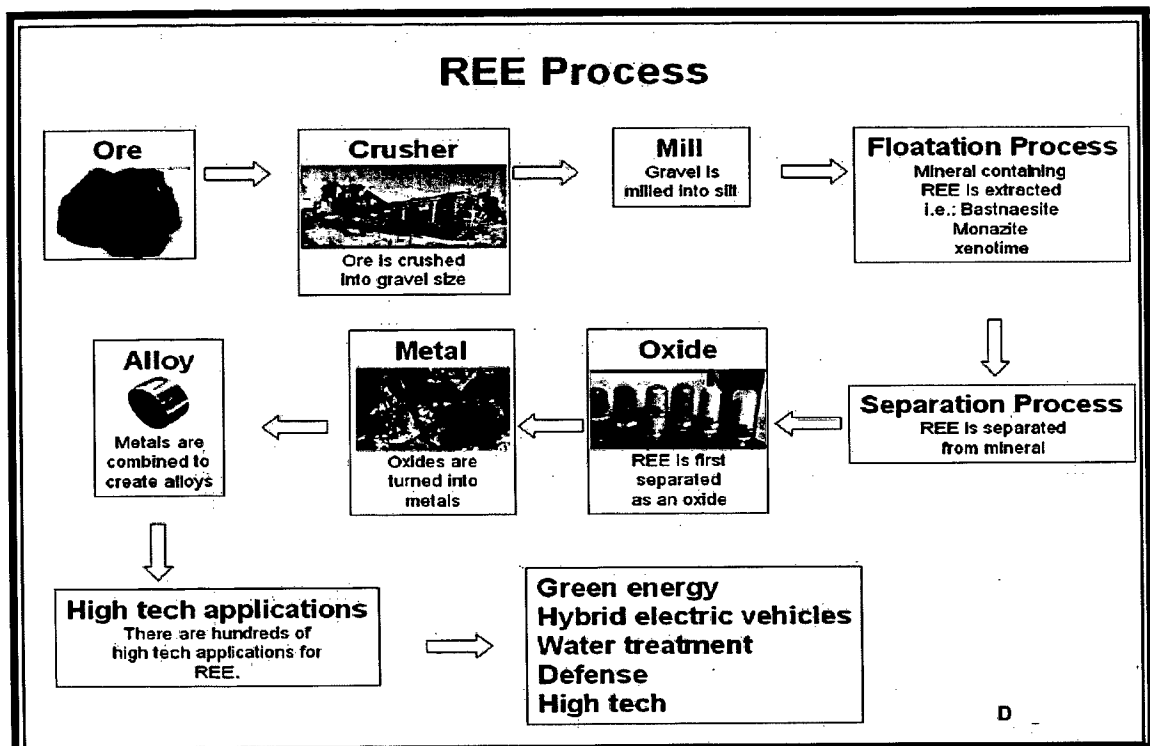 REE Process
Ore
Crusher
Ore is crushed
into gravel size
Mill
Gravel is
milled into silt
Floatation Process
Mineral containing
REE is extracted
i.e.: Bastnaesite
Monazite
xenotime
Separation Process
REE is separated
from mineral
Oxide
REE is first
separated
as an oxide
Metal
Oxides are
turned into
metals
Alloy
Metals are
combined to
create alloys
High tech applications
There are hundreds of
high tech applications for
REE.
Green energy
Hybrid electric vehicles
Water treatment
Defense
High tech
D